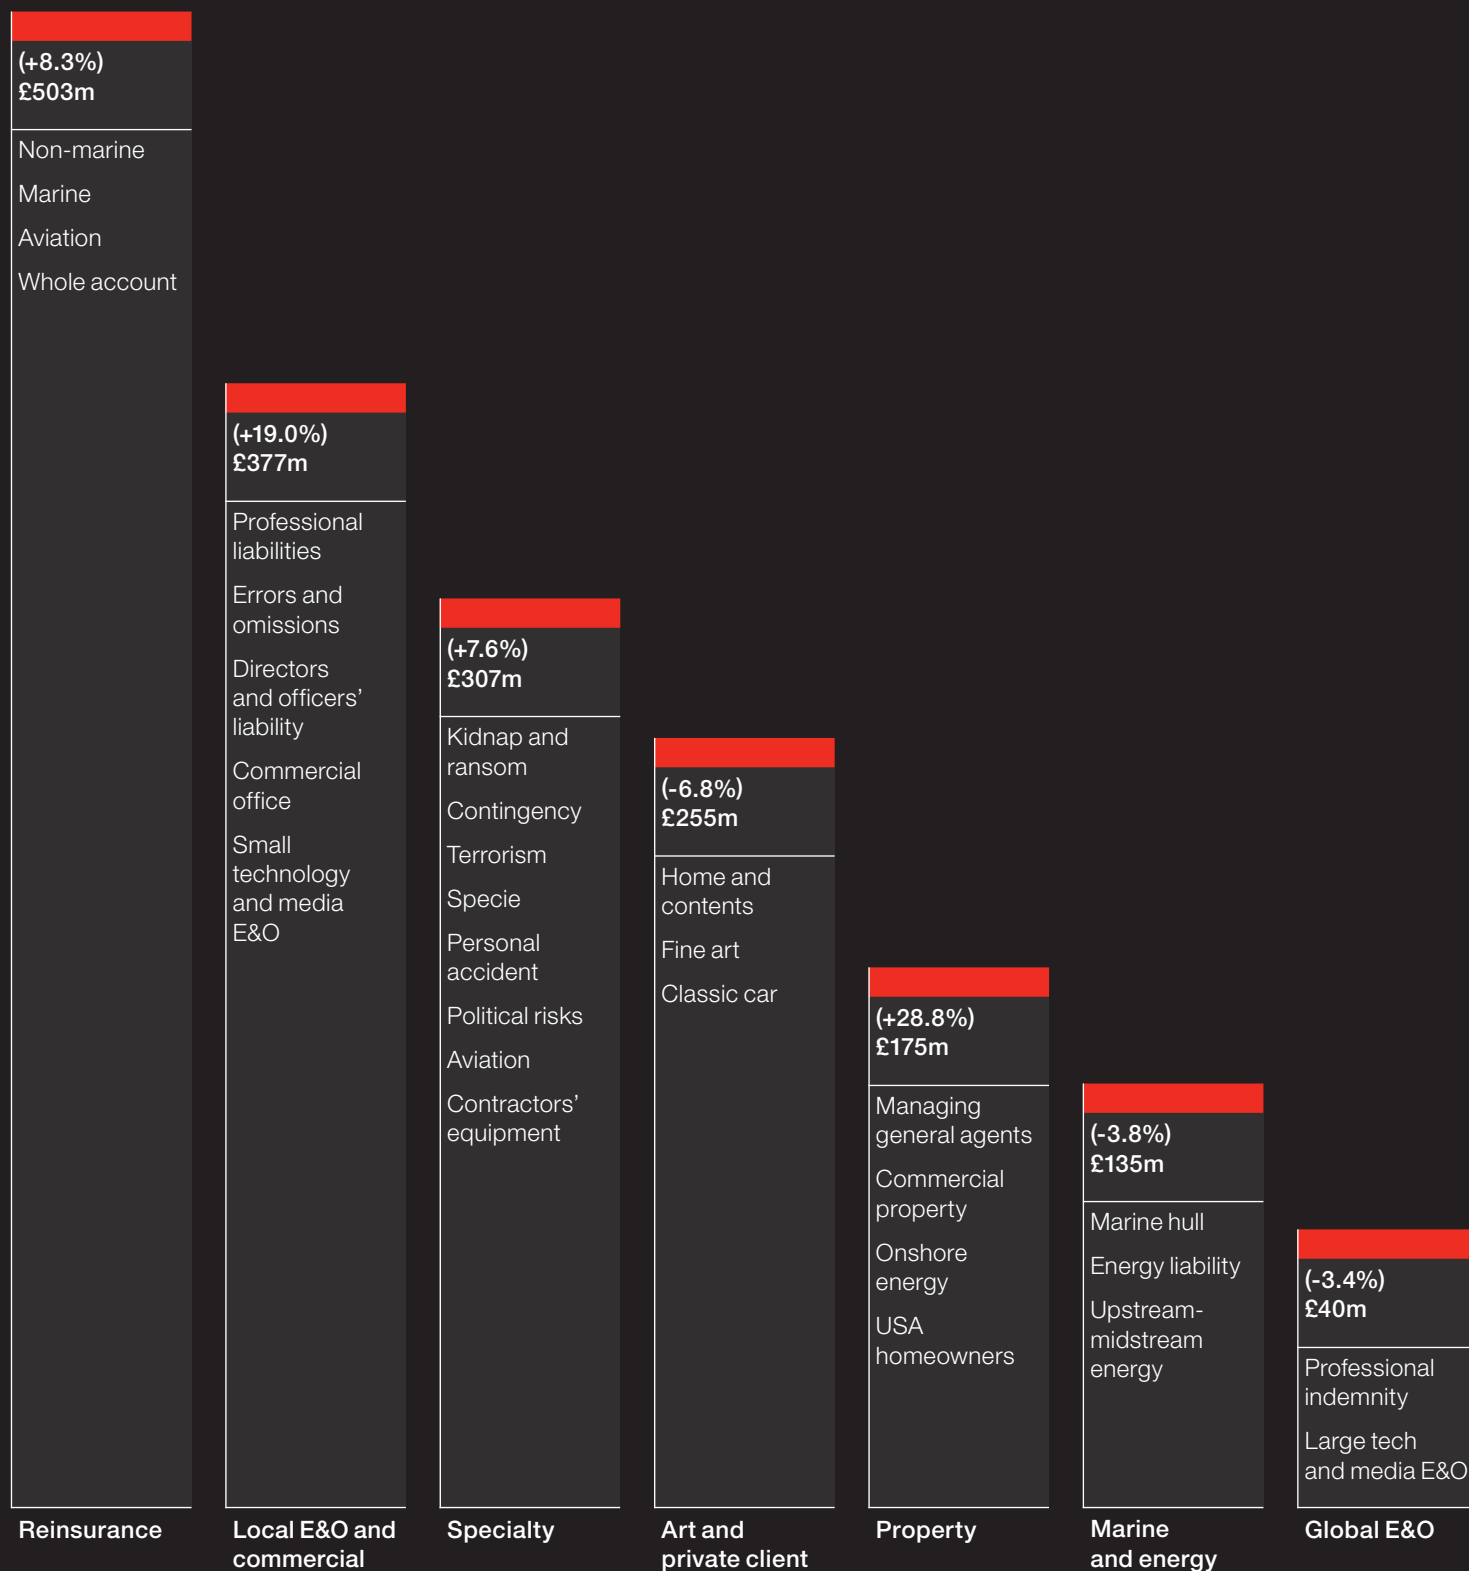 (+8.3%)
£503m
Non-marine
Marine
Aviation
Whole account
Reinsurance
(+19.0%)
£377m
Professional
liabilities
Errors and
omissions
Directors
and officers’
liability
Commercial
office
Small
technology
and media
E&O
Local E&O and
commercial
(+7.6%)
£307m
Kidnap and
ransom
Contingency
Terrorism
Specie
Personal
accident
Political risks
Aviation
Contractors’
equipment
Specialty
(-6.8%)
£255m
Home and
contents
Fine art
Classic car
Art and
private client
(+28.8%)
£175m
Managing
general agents
Commercial
property
Onshore
energy
USA
homeowners
Property
(-3.8%)
£135m
Marine hull
Energy liability
Upstream-
midstream
energy
Marine
and energy
(-3.4%)
£40m
Professional
indemnity
Large tech
and media E&O
Global E&O